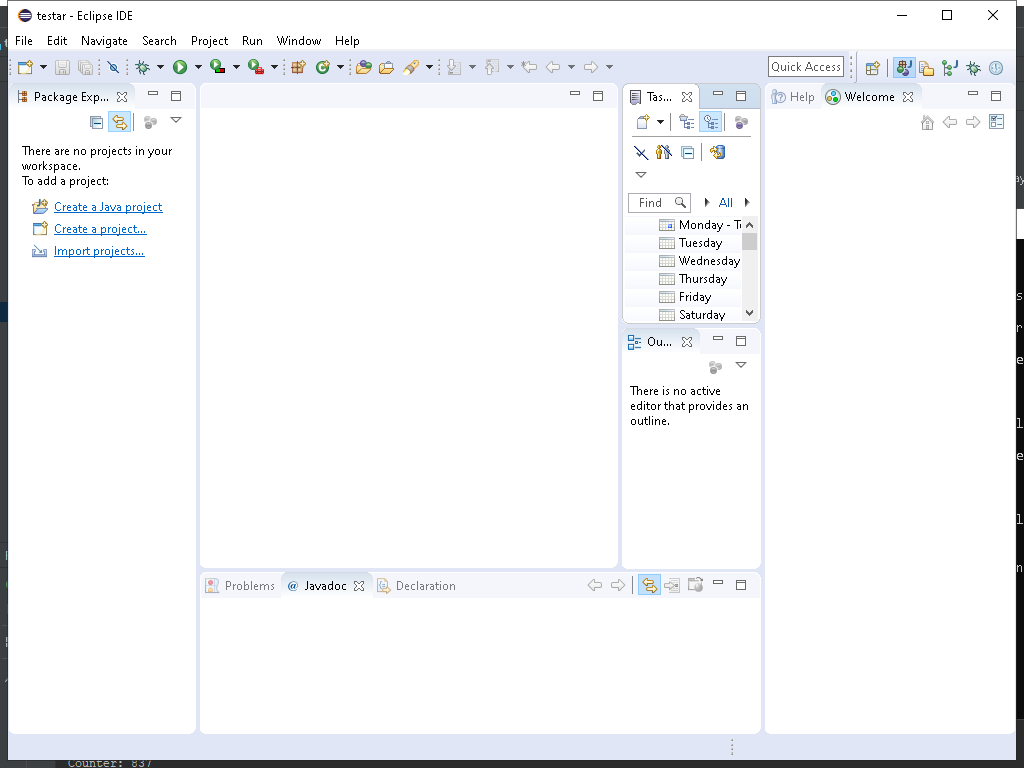 testar - Eclipse IDE
File Edit Navigate Search Project Run Window Help
Quick Access
Package Exp...
There are no projects in your
workspace.
To add a project:
Create a Java project
Create a project...
Import projects...
Tas...
Find
All
Monday -
Tuesday
Wednesday
Thursday
Friday
Saturday
Ou...
There is no active
editor that provides an
outline.
Help
Welcome
Problems
@ Javadoc
Declaration
Counter: 837